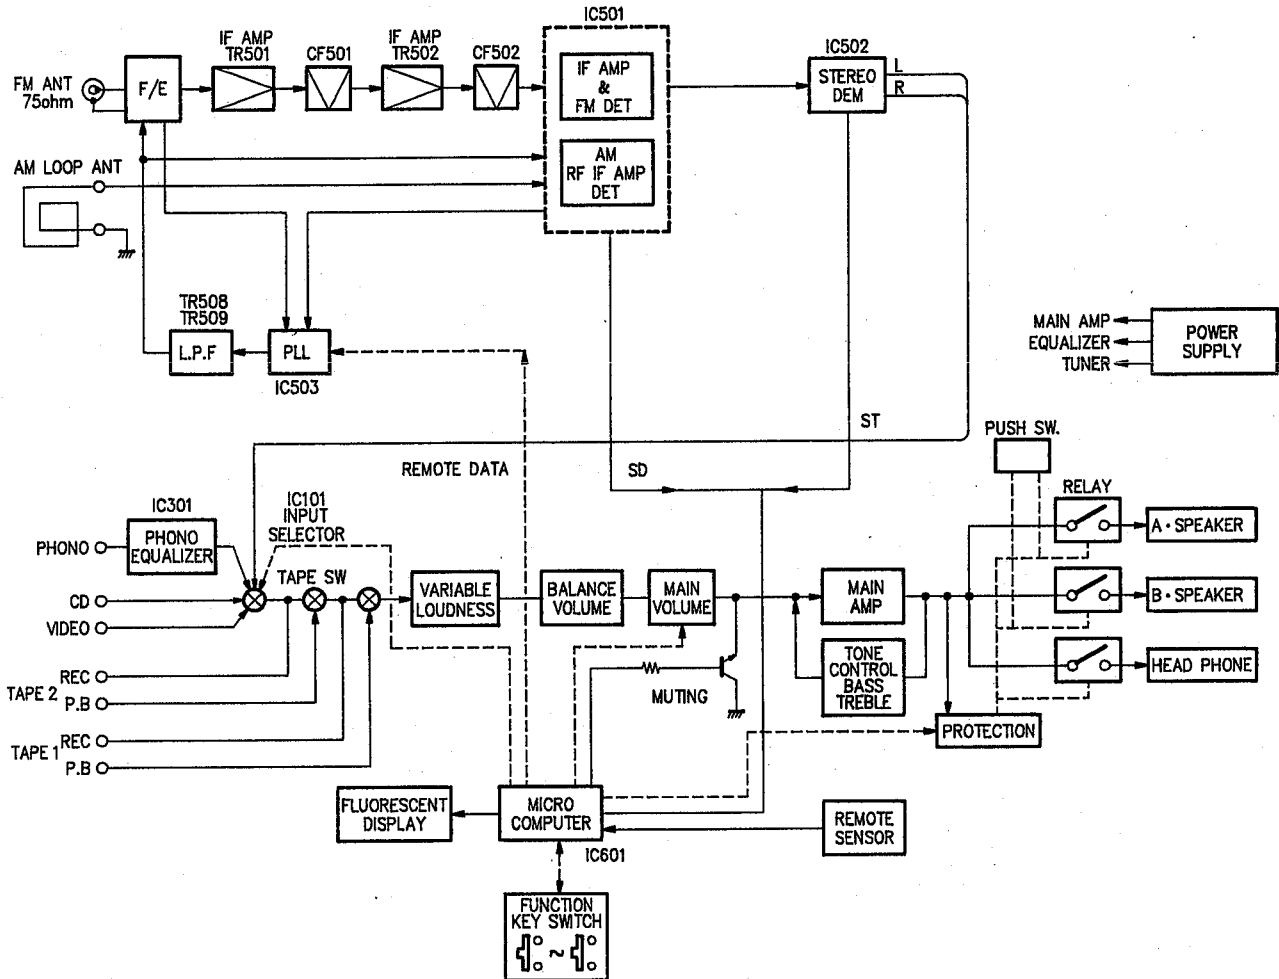 IC501
IF AMP
TR501
CF501
IF AMP
TR502
CF502
IC502
FM ANT
75ohm
F/E
IF AMP
&
FM DET
STEREO
DEM
L
R
AM LOOP ANT
AM
RF IF AMP
DET
TR508
TR509
L.P.F
PLL
IC503
MAIN AMP
EQUALIZER
TUNER
POWER
SUPPLY
ST
PUSH SW.
REMOTE DATA
SD
RELAY
IC301
IC101
INPUT
SELECTOR
PHONO
PHONO
EQUALIZER
A·SPEAKER
TAPE SW
CD
VIDEO
VARIABLE
LOUDNESS
BALANCE
VOLUME
MAIN
VOLUME
MAIN
AMP
B·SPEAKER
TONE
CONTROL
BASS
TREBLE
HEAD PHONE
REC
TAPE 2
P.B
MUTING
PROTECTION
REC
TAPE 1
P.B
FLUORESCENT
DISPLAY
MICRO
COMPUTER
IC601
REMOTE
SENSOR
FUNCTION
KEY SWITCH
~